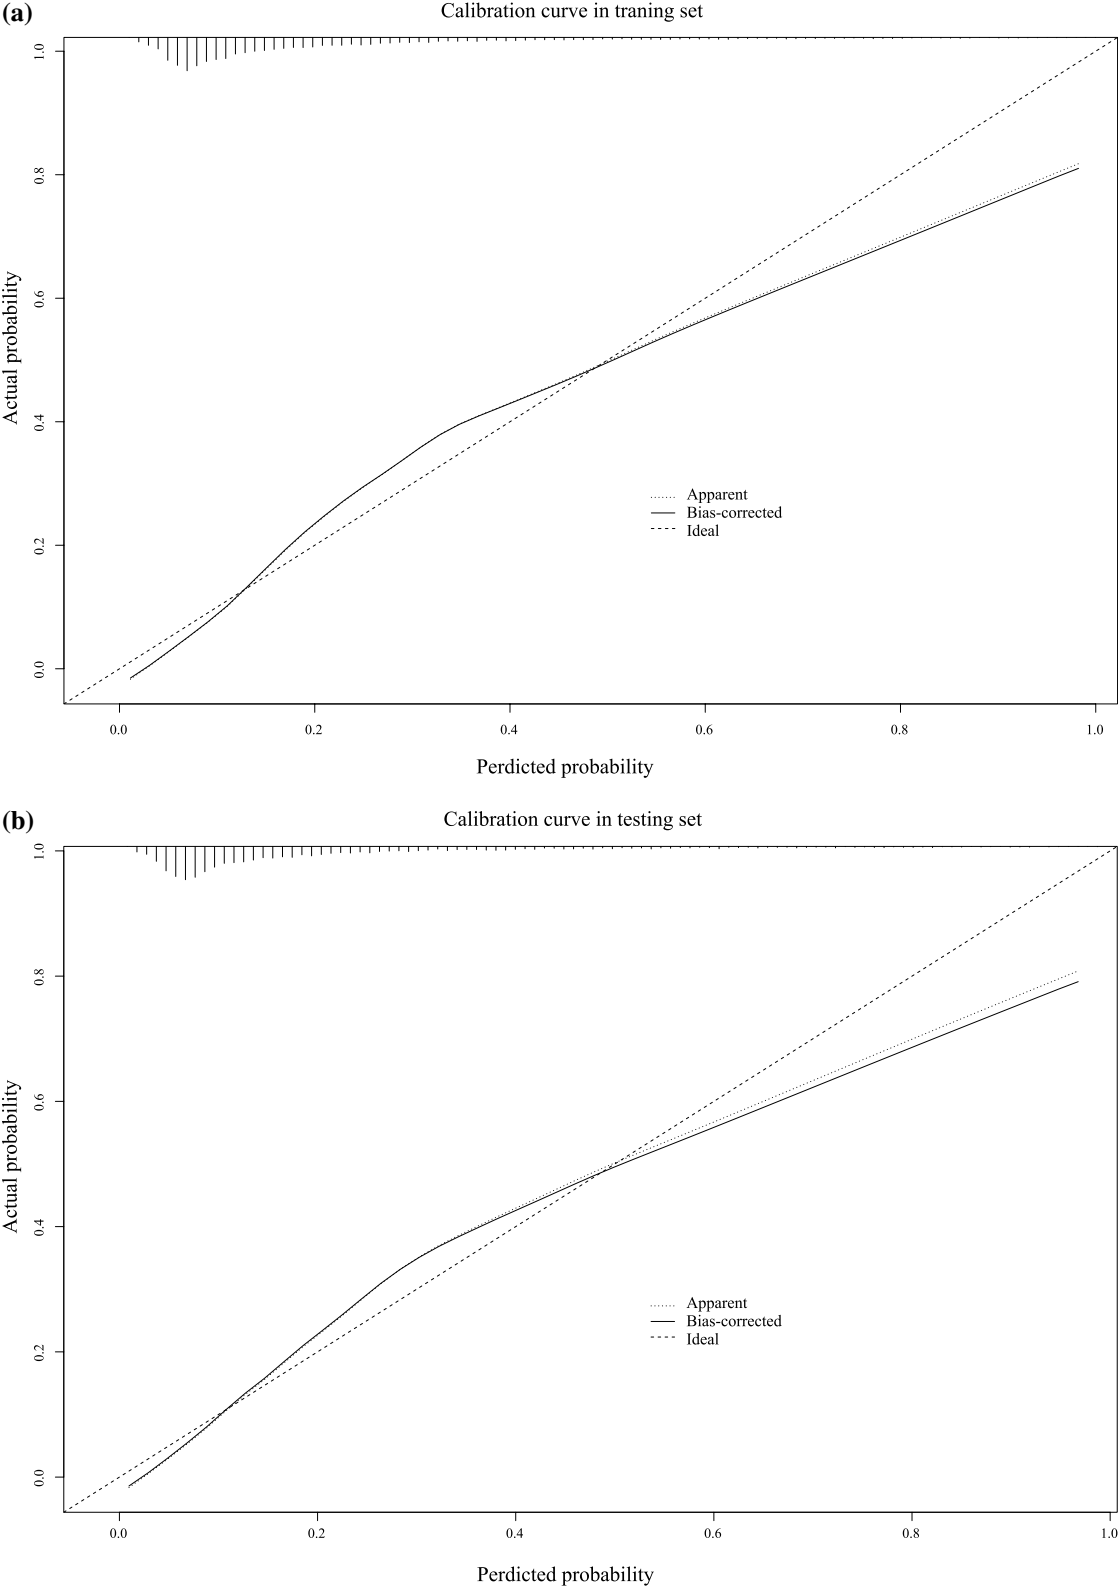 (a)
Calibration curve in traning set
1.0
0.8
0.6
0.4
0.2
0.0
Actual probability
Apparent
Bias-corrected
Ideal
0.0 0.2 0.4 0.6 0.8 1.0
Perdicted probability
(b)
Calibration curve in testing set
1.0
0.8
0.6
0.4
0.2
0.0
Actual probability
Apparent
Bias-corrected
Ideal
0.0 0.2 0.4 0.6 0.8 1.0
Perdicted probability